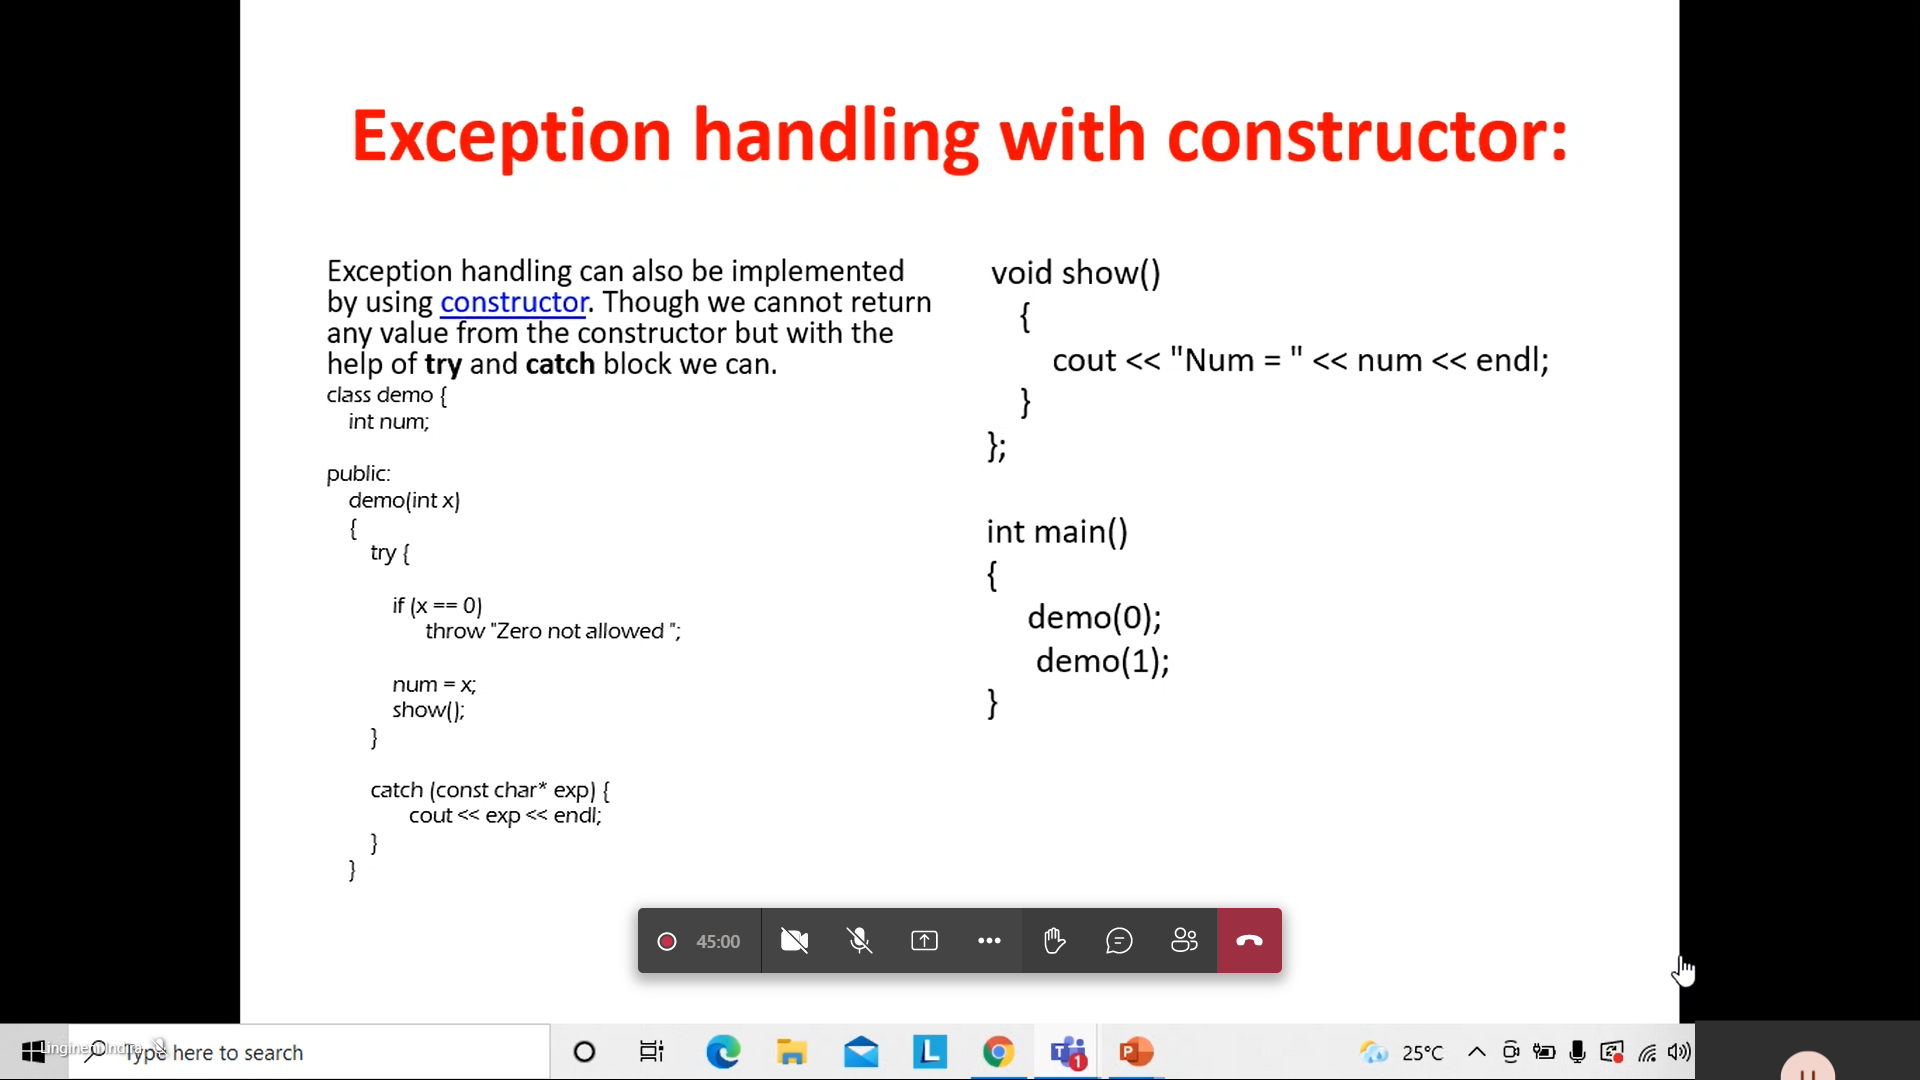 Exception handling with constructor:
Exception handling can also be implemented
by using constructor. Though we cannot return
any value from the constructor but with the
help of try and catch block we can.
class demo {
int num;
public:
demo(int x)
{
try {
if (x == 0)
throw "Zero not allowed ";
num = x;
show();
}
catch (const char* exp) {
cout << exp << endl;
}
}
void show()
{
cout << "Num = " << num << endl;
}
};
int main()
{
demo(0);
demo(1);
}
45:00
Type here to search
25°C
1